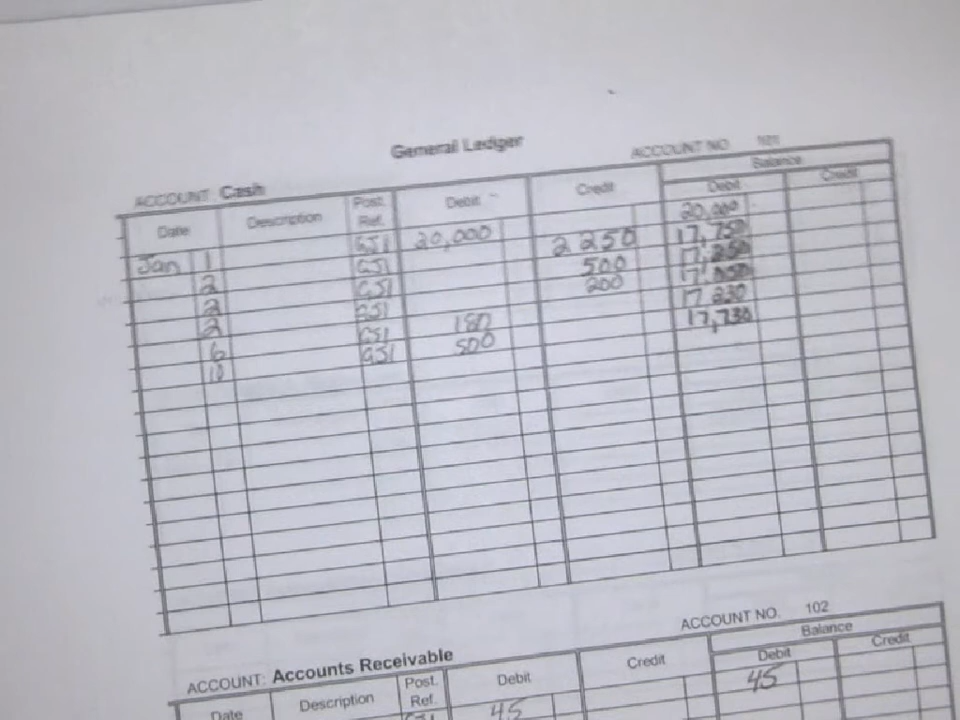 General Ledger
ACCOUNT: Cash ACCOUNT NO. 101
Date Description Post. Ref. Debit Credit Balance Debit Credit
Jan 1 GJ1 20,000 20,000
2 GJ1 2 250 17,750
2 GJ1 500 17,250
2 GJ1 200 17,050
6 GJ1 180 17 230
10 GJ1 500 17,730
ACCOUNT: Accounts Receivable ACCOUNT NO. 102
Date Description Post. Ref. Debit Credit Balance Debit Credit
GJ1 45 45